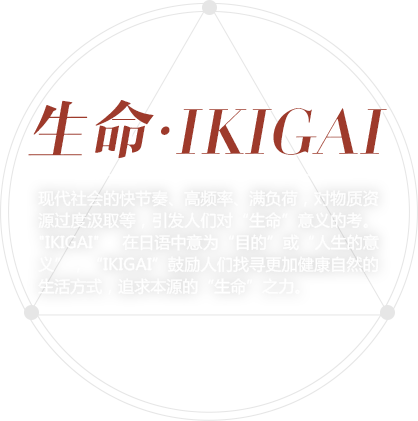 生命·IKIGAI
现代社会的快节奏、高频率、满负荷，对物质资
源过度汲取等，引发人们对“生命”意义的考。
“IKIGAI” 在日语中意为“目的”或“人生的意
义” “IKIGAI” 鼓励人们找寻更加健康自然的
生活方式 追求本源的“生命”之力。